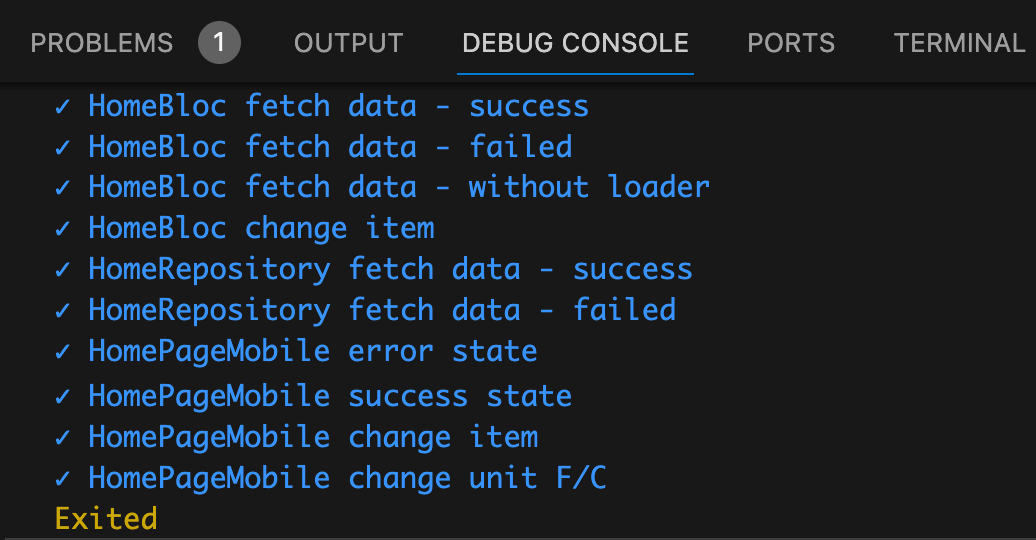 PROBLEMS 1 OUTPUT DEBUG CONSOLE PORTS TERMINAL
✓ HomeBloc fetch data - success
✓ HomeBloc fetch data - failed
✓ HomeBloc fetch data - without loader
✓ HomeBloc change item
✓ HomeRepository fetch data - success
✓ HomeRepository fetch data - failed
✓ HomePageMobile error state
✓ HomePageMobile success state
✓ HomePageMobile change item
✓ HomePageMobile change unit F/C
Exited